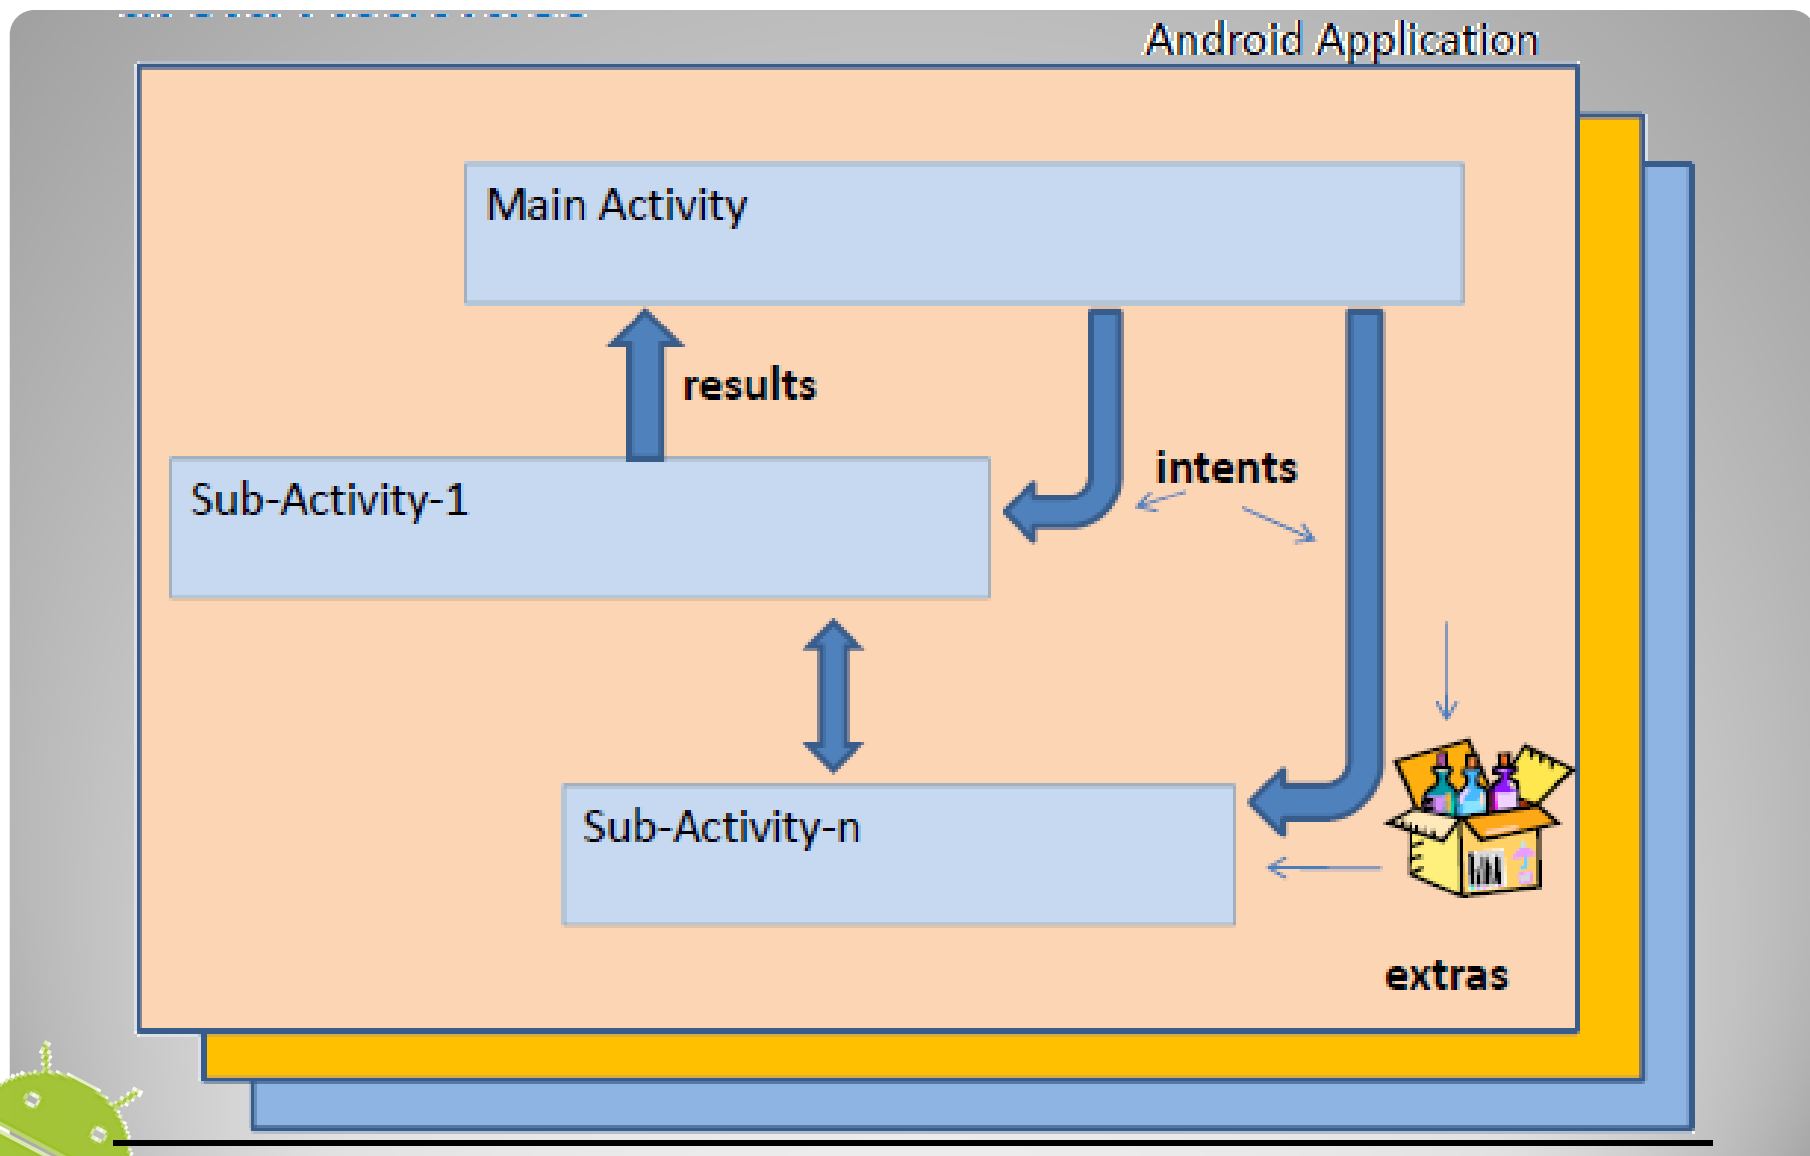 Android Application
Main Activity
results
intents
Sub-Activity-1
Sub-Activity-n
extras